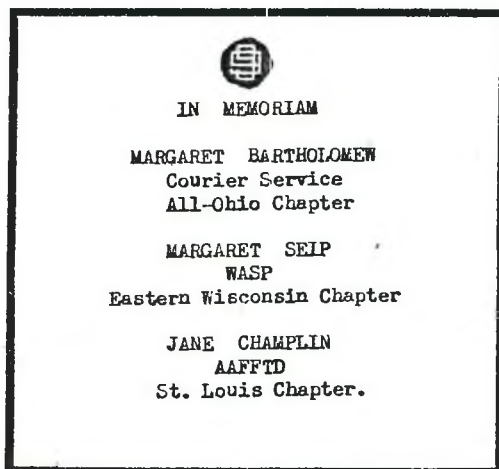 IN MEMORIAM
MARGARET BARTHOLOMEW
Courier Service
All-Ohio Chapter
MARGARET SEIP
WASP
Eastern Wisconsin Chapter
JANE CHAMPLIN
AAFFTD
St. Louis Chapter.